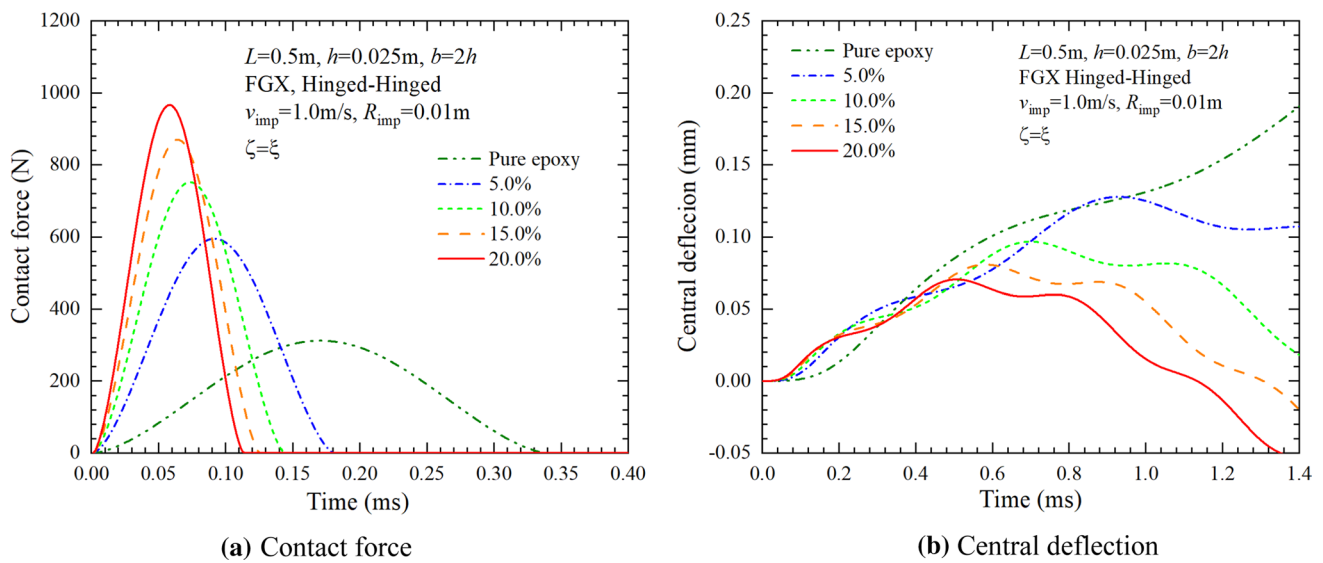 1200
1000
800
600
400
200
0
Contact force (N)
L=0.5m, h=0.025m, b=2h
FGX, Hinged-Hinged
vimp=1.0m/s, Rimp=0.01m
ζ=ξ
Pure epoxy
5.0%
10.0%
15.0%
20.0%
0.00 0.05 0.10 0.15 0.20 0.25 0.30 0.35 0.40
Time (ms)
(a) Contact force
0.25
0.20
0.15
0.10
0.05
0.00
-0.05
Central deflecion (mm)
Pure epoxy
5.0%
10.0%
15.0%
20.0%
L=0.5m, h=0.025m, b=2h
FGX Hinged-Hinged
vimp=1.0m/s, Rimp=0.01m
ζ=ξ
0.0 0.2 0.4 0.6 0.8 1.0 1.2 1.4
Time (ms)
(b) Central deflection